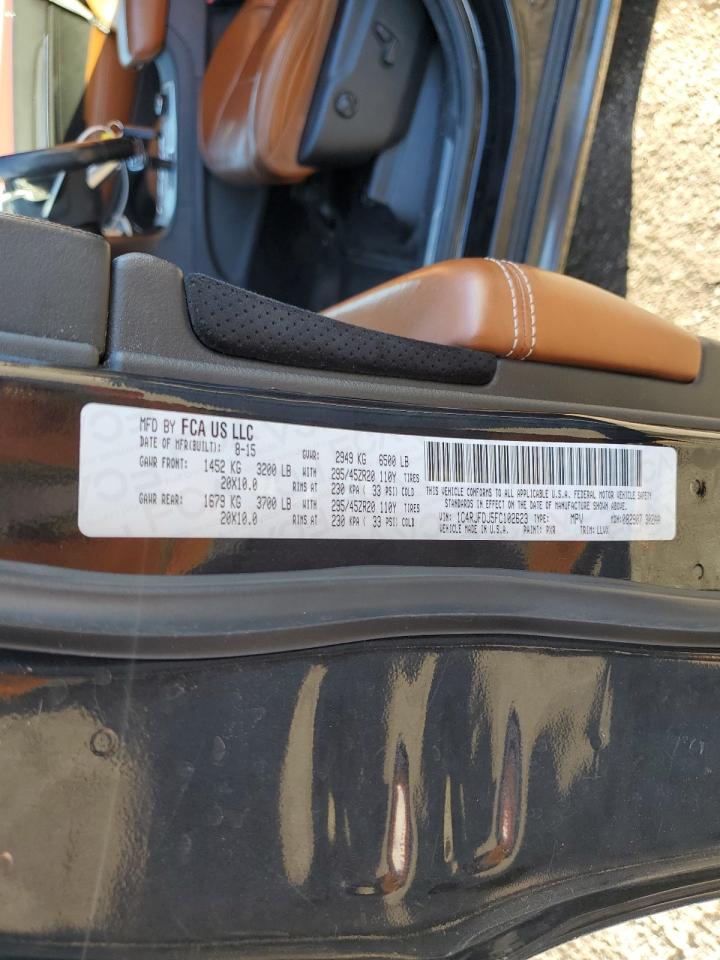 MFD BY FCA US LLC
DATE OF MFR(BUILT): 8-15 GVWR: 2949 KG 6500 LB
GAWR FRONT: 1452 KG 3200 LB WITH 295/45ZR20 110Y TIRES
20X10.0 RIMS AT 230 KPA ( 33 PSI) COLD
GAWR REAR: 1679 KG 3700 LB WITH 295/45ZR20 110Y TIRES
20X10.0 RIMS AT 230 KPA ( 33 PSI) COLD
THIS VEHICLE CONFORMS TO ALL APPLICABLE U.S.A. FEDERAL MOTOR VEHICLE SAFETY
STANDARDS IN EFFECT ON THE DATE OF MANUFACTURE SHOWN ABOVE.
VIN: 1C4RJFDJ5FC102623 TYPE: MPV MDH:
VEHICLE MADE IN U.S.A. PAINT: PXR TRIM: